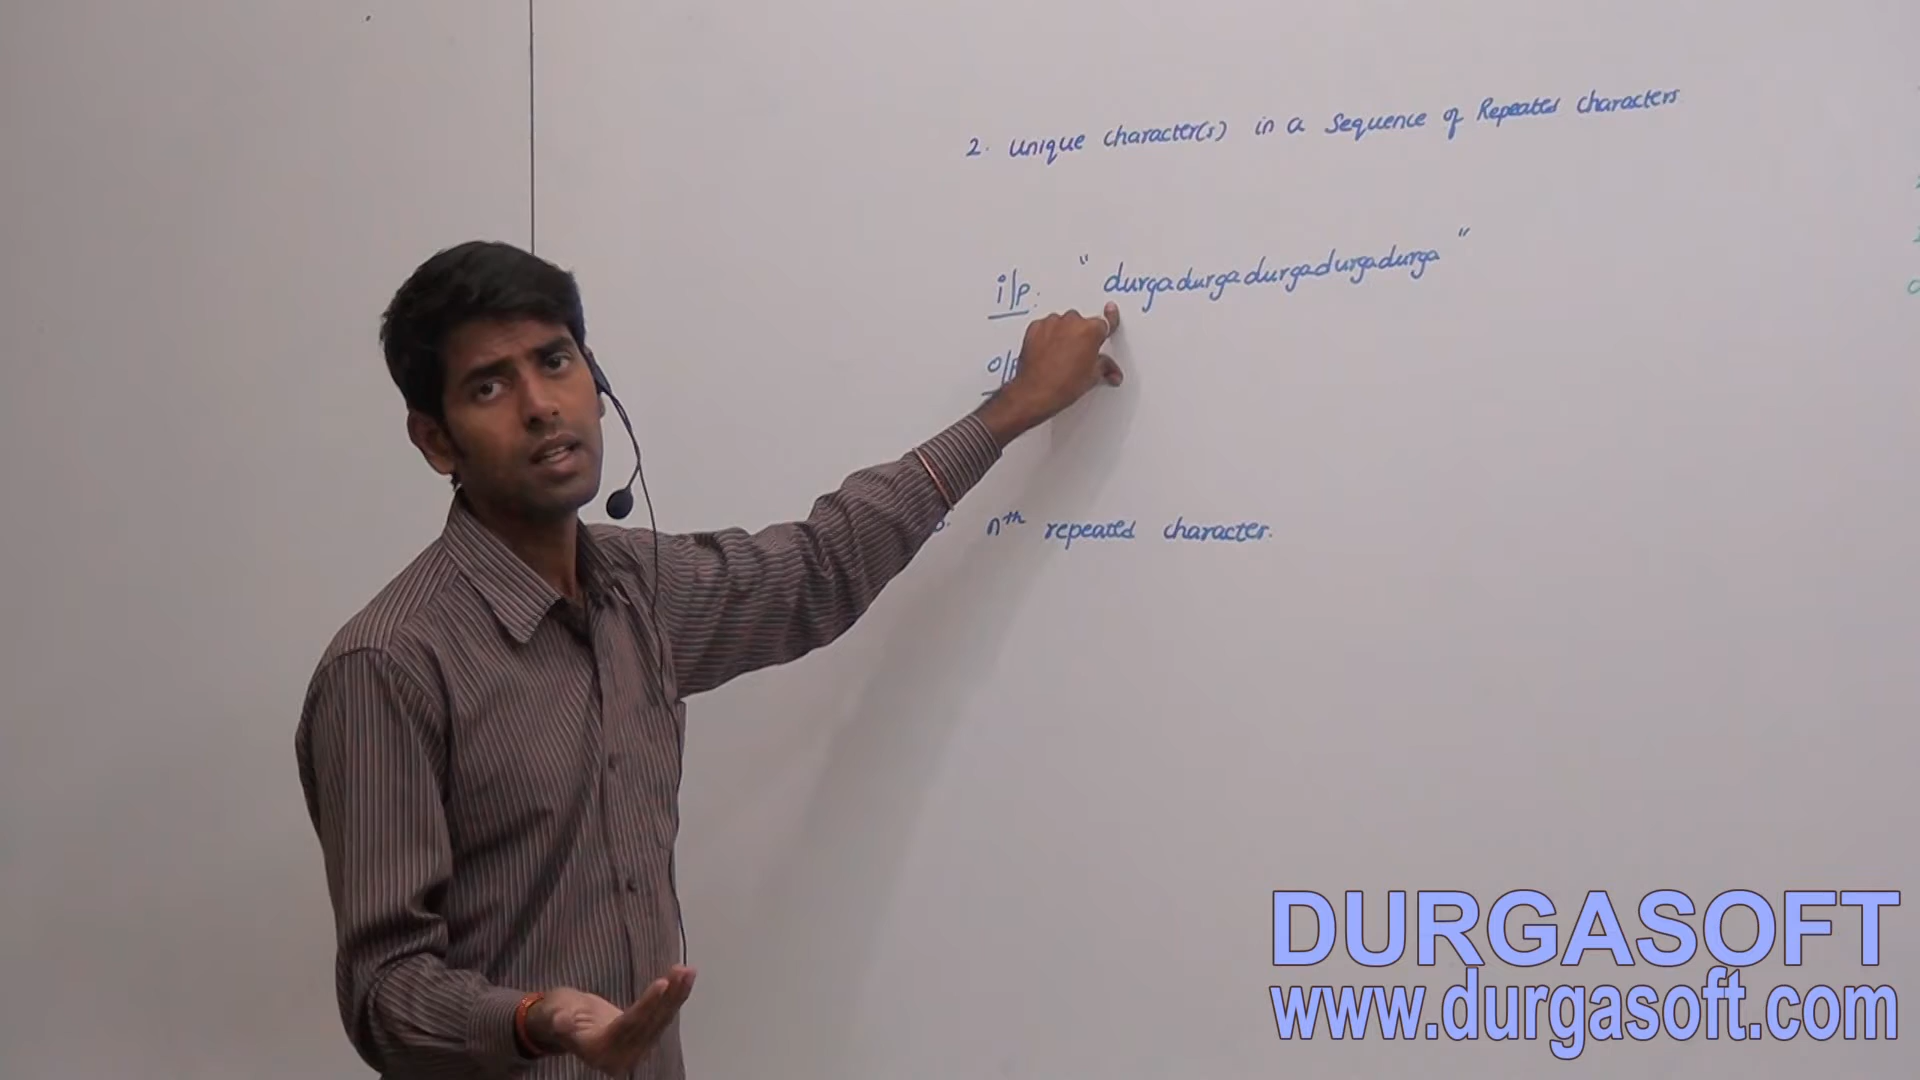 2. unique character(s) in a sequence of Repeated characters
i/p: " durgadurgadurgadurgadurga "
nth repeated character.
DURGASOFT
www.durgasoft.com